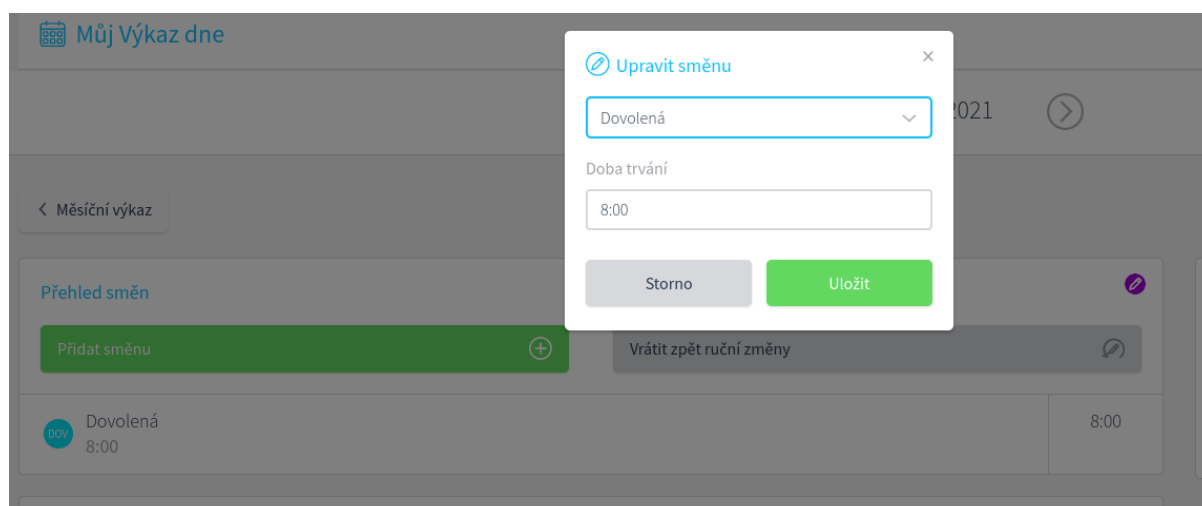 Můj Výkaz dne
Upravit směnu
×
Dovolená
2021
Doba trvání
8:00
Měsíční výkaz
Storno
Uložit
Přehled směn
Přidat směnu
Vrátit zpět ruční změny
DOV
Dovolená
8:00
8:00